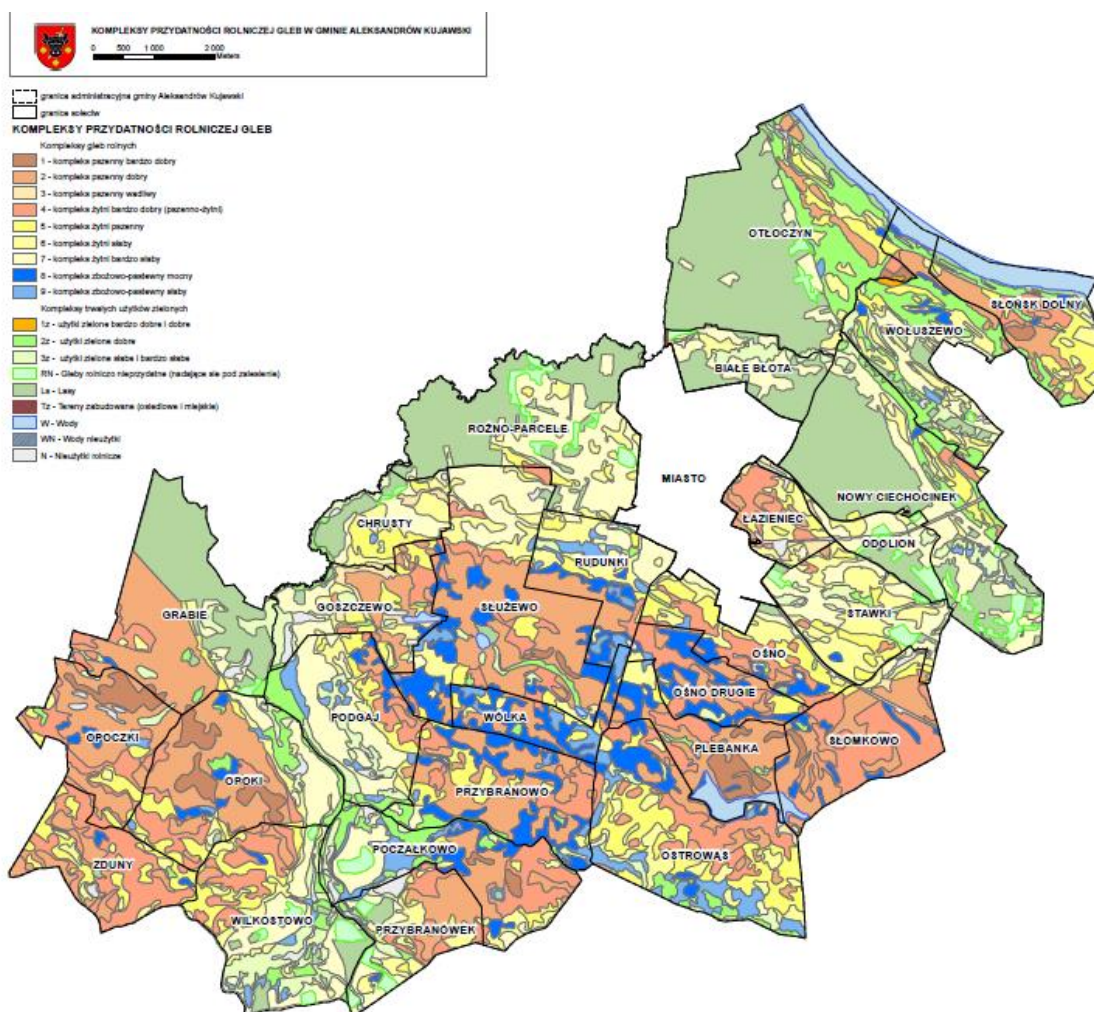 KOMPLEKSY PRZYDATNOŚCI ROLNICZEJ GLEB W GMINIE ALEKSANDRÓW KUJAWSKI
0 500 1 000 2 000
Meters
granica administracyjna gminy Aleksandrów Kujawski
granice sołectw
KOMPLEKSY PRZYDATNOŚCI ROLNICZEJ GLEB
Kompleksy gleb rolnych
1 - kompleks pszenny bardzo dobry
2 - kompleks pszenny dobry
3 - kompleks pszenny wadliwy
4 - kompleks żytni bardzo dobry (pszenno-żytni)
5 - kompleks żytni pszenny
6 - kompleks żytni słaby
7 - kompleks żytni bardzo słaby
8 - kompleks zbożowo-pastewny mocny
9 - kompleks zbożowo-pastewny słaby
Kompleksy trwałych użytków zielonych
1z - użytki zielone bardzo dobre i dobre
2z - użytki zielone dobre
3z - użytki zielone słabe i bardzo słabe
RN - Gleby rolniczo nieprzydatne (nadające sie pod zalesienie)
Ls - Lasy
Tz - Tereny zabudowane (osiedlowe i miejskie)
W - Wody
WN - Wody nieużytki
N - Nieużytki rolnicze
OTŁOCZYN
SŁOŃSK DOLNY
WOŁUSZEWO
BIAŁE BŁOTA
ROŻNO-PARCELE
MIASTO
NOWY CIECHOCINEK
ŁAZIENIEC
CHRUSTY
ODOLION
RUDUNKI
GOSZCZEWO
SŁUŻEWO
GRABIE
STAWKI
OŚNO
OŚNO DRUGIE
PODGAJ
WÓLKA
OPOCZKI
PLEBANKA
SŁOMKOWO
OPOKI
PRZYBRANOWO
POCZAŁKOWO
OSTROWĄS
ZDUNY
WILKOSTOWO
PRZYBRANÓWEK